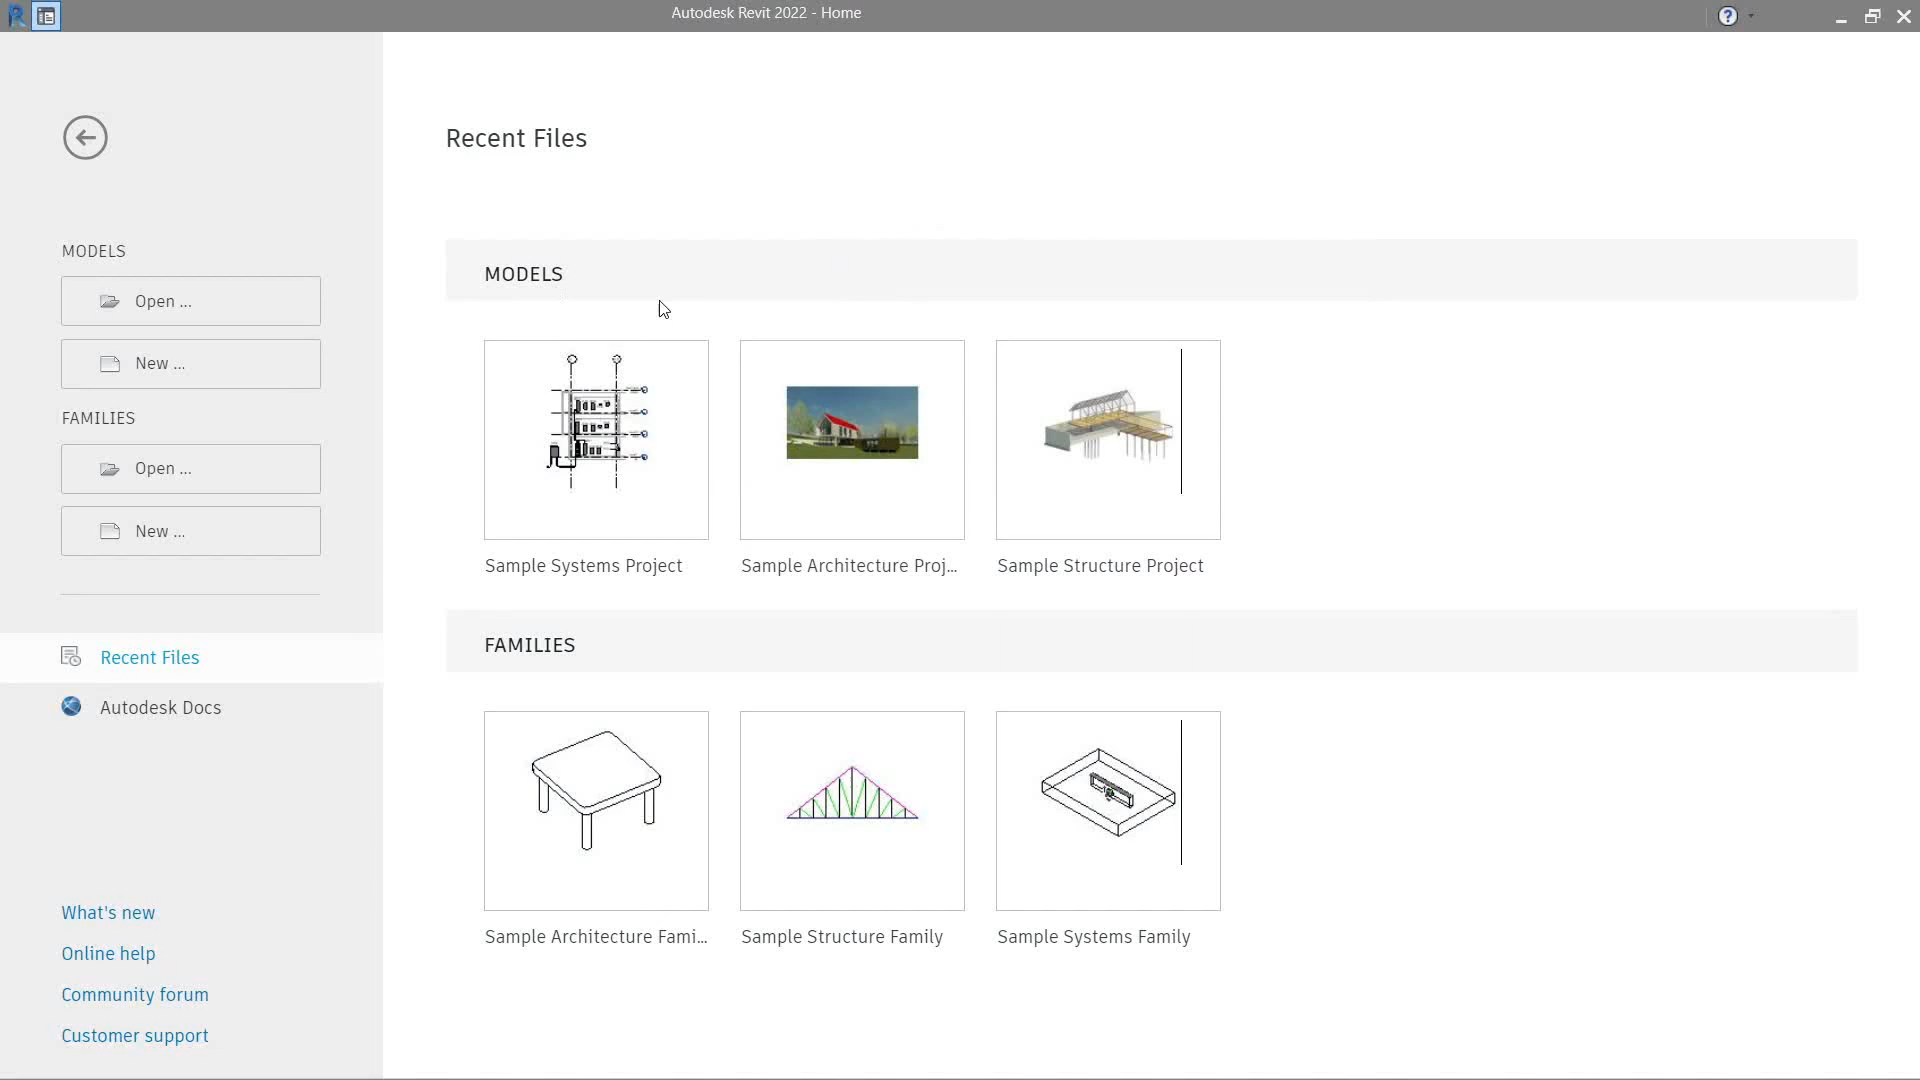 Autodesk Revit 2022 - Home
Recent Files
MODELS
Open ...
New ...
FAMILIES
Open ...
New ...
Recent Files
Autodesk Docs
What's new
Online help
Community forum
Customer support
MODELS
Sample Systems Project
Sample Architecture Proj...
Sample Structure Project
FAMILIES
Sample Architecture Fami...
Sample Structure Family
Sample Systems Family